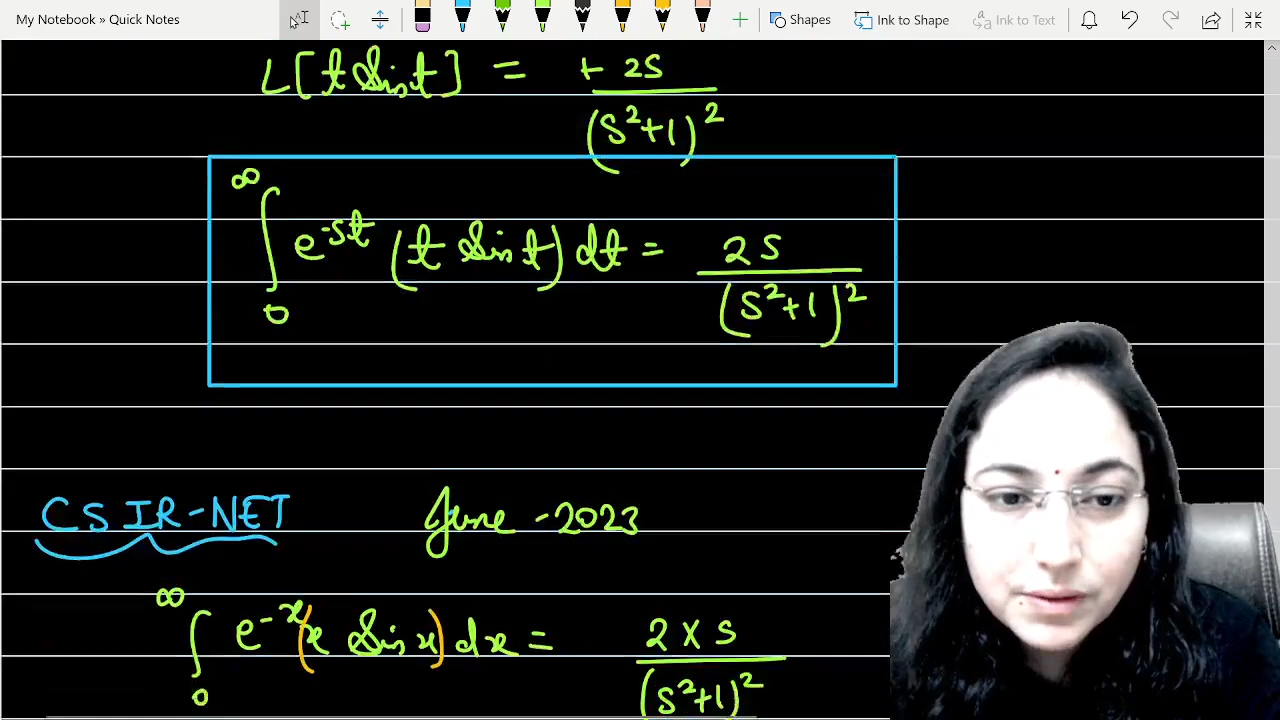 My Notebook » Quick Notes
Shapes Ink to Shape Ink to Text
L[t Sin t] = + 2S / (S²+1)²
∫₀^∞ e^-St (t Sin t) dt = 2S / (S²+1)²
CSIR-NET June - 2023
∫₀^∞ e^-x (x Sin x) dx = 2 × S / (S²+1)²